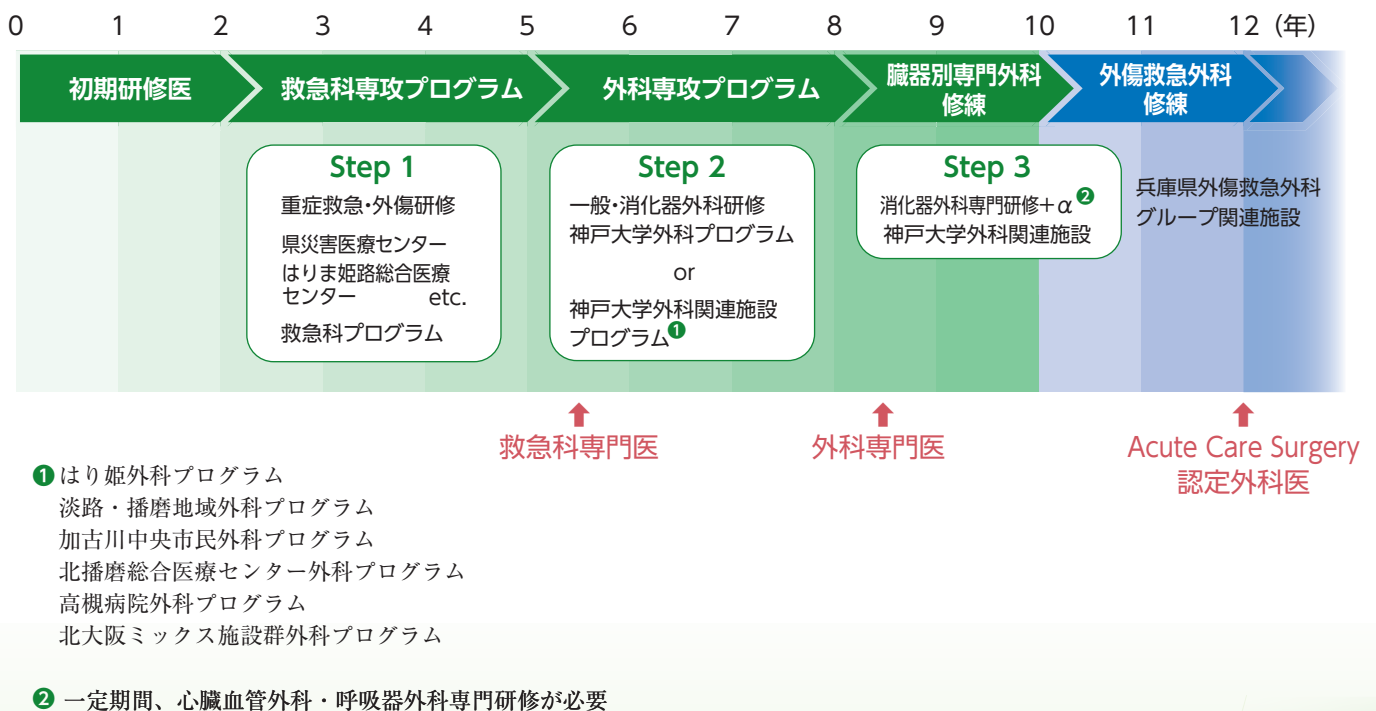 0 1 2 3 4 5 6 7 8 9 10 11 12 (年)
初期研修医
救急科専攻プログラム
外科専攻プログラム
臓器別専門外科
修練
外傷救急外科
修練
Step 1
重症救急・外傷研修
県災害医療センター
はりま姫路総合医療
センター etc.
救急科プログラム
Step 2
一般・消化器外科研修
神戸大学外科プログラム
or
神戸大学外科関連施設
プログラム❶
Step 3
消化器外科専門研修+α❷
神戸大学外科関連施設
兵庫県外傷救急外科
グループ関連施設
救急科専門医
外科専門医
Acute Care Surgery
認定外科医
❶はり姫外科プログラム
淡路・播磨地域外科プログラム
加古川中央市民外科プログラム
北播磨総合医療センター外科プログラム
高槻病院外科プログラム
北大阪ミックス施設群外科プログラム
❷ 一定期間、心臓血管外科・呼吸器外科専門研修が必要